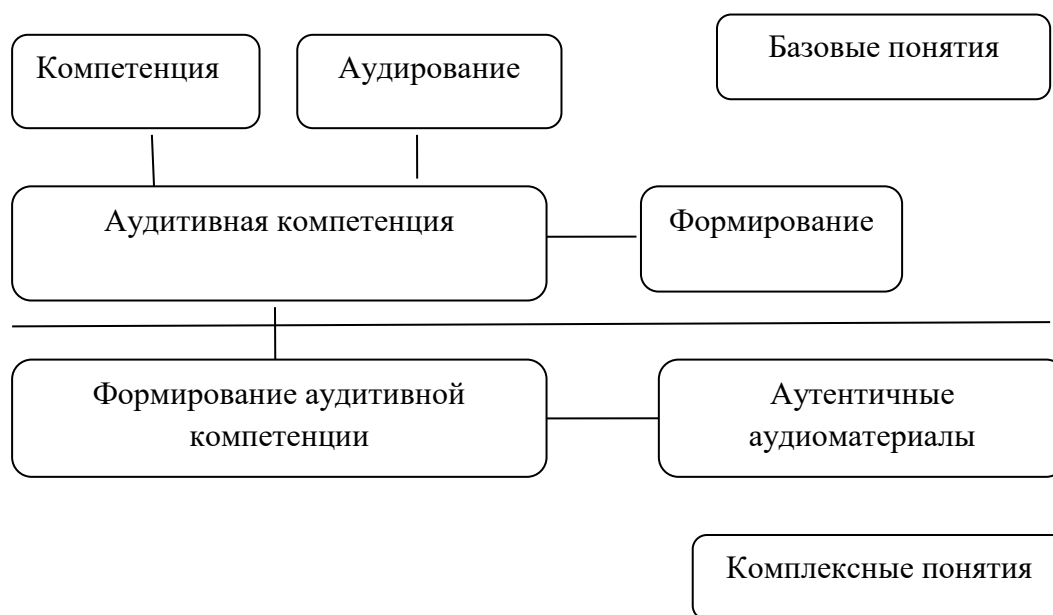 Компетенция
Аудирование
Базовые понятия
Аудитивная компетенция
Формирование
Формирование аудитивной
компетенции
Аутентичные
аудиоматериалы
Комплексные понятия